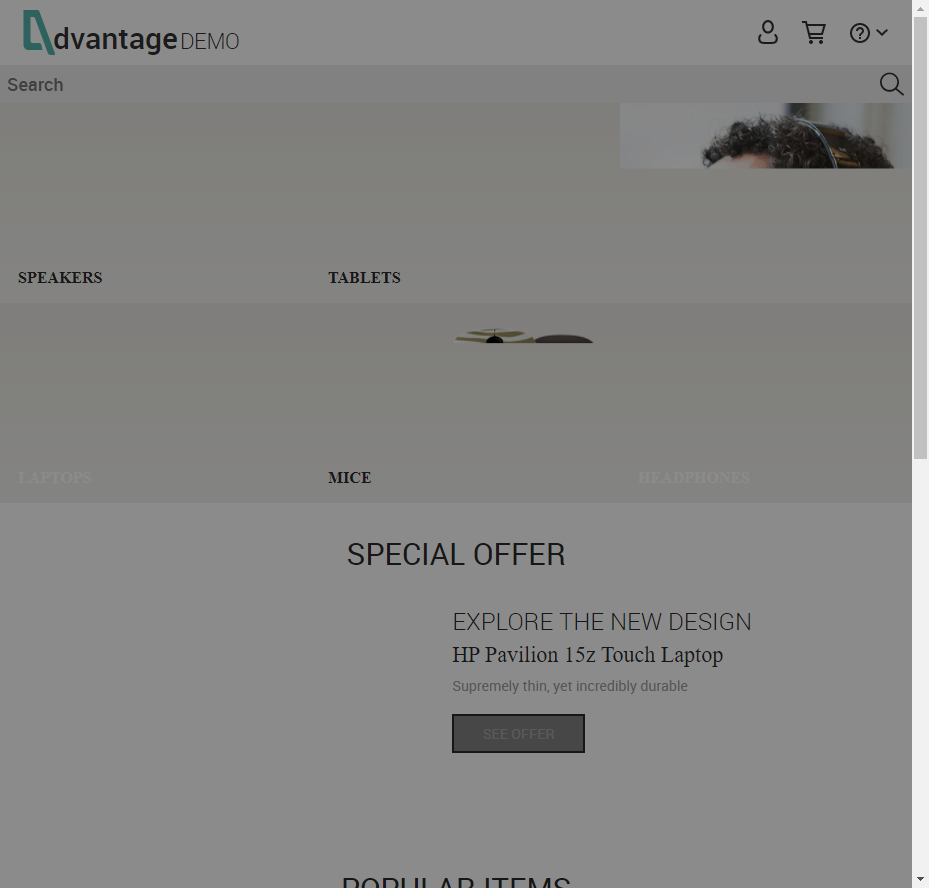 dvantage DEMO
Search
SPEAKERS
TABLETS
LAPTOPS
MICE
HEADPHONES
SPECIAL OFFER
EXPLORE THE NEW DESIGN
HP Pavilion 15z Touch Laptop
Supremely thin, yet incredibly durable
SEE OFFER
POPULAR ITEMS